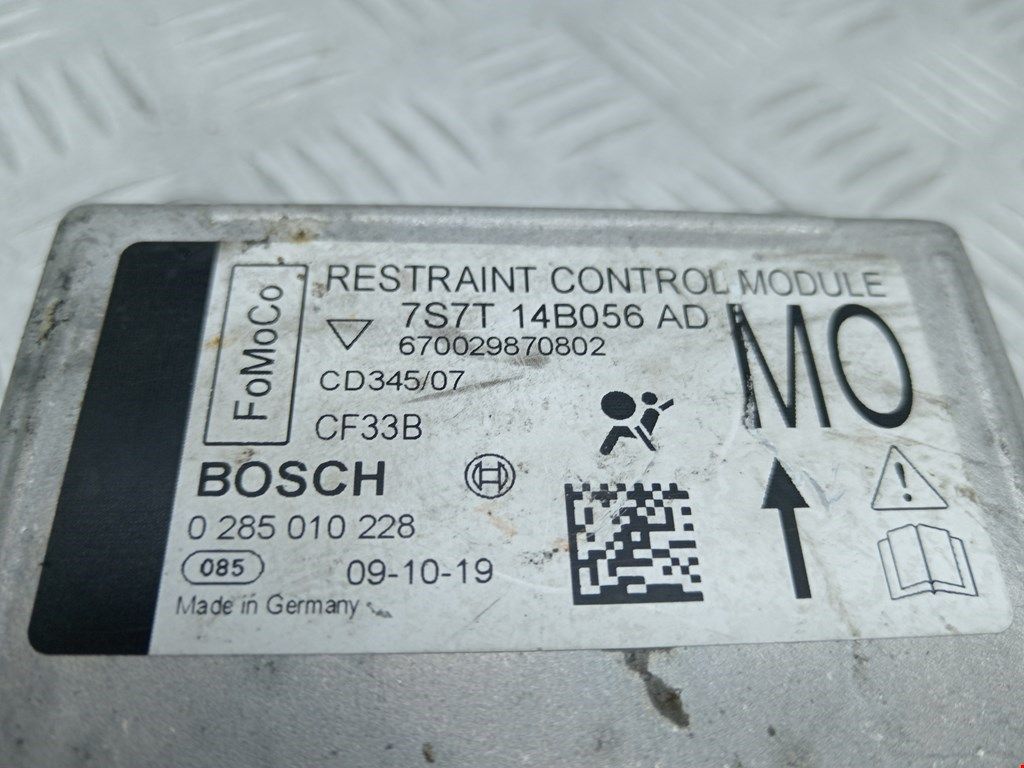 FoMoCo
RESTRAINT CONTROL MODULE
7S7T 14B056 AD
670029870802
MO
CD345/07
CF33B
BOSCH
0 285 010 228
085
09-10-19
Made in Germany